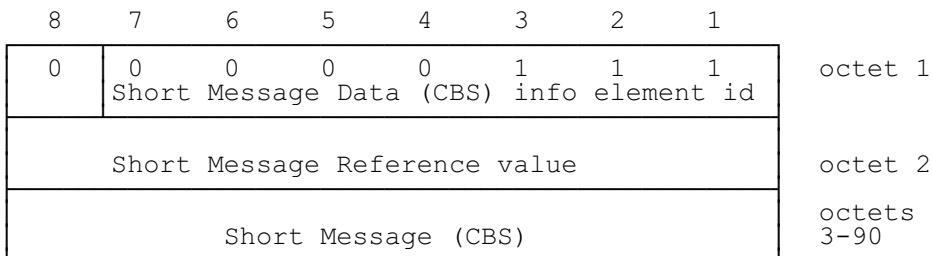 8 7 6 5 4 3 2 1
0 0 0 0 0 1 1 1 octet 1
Short Message Data (CBS) info element id
Short Message Reference value octet 2
octets
Short Message (CBS) 3-90